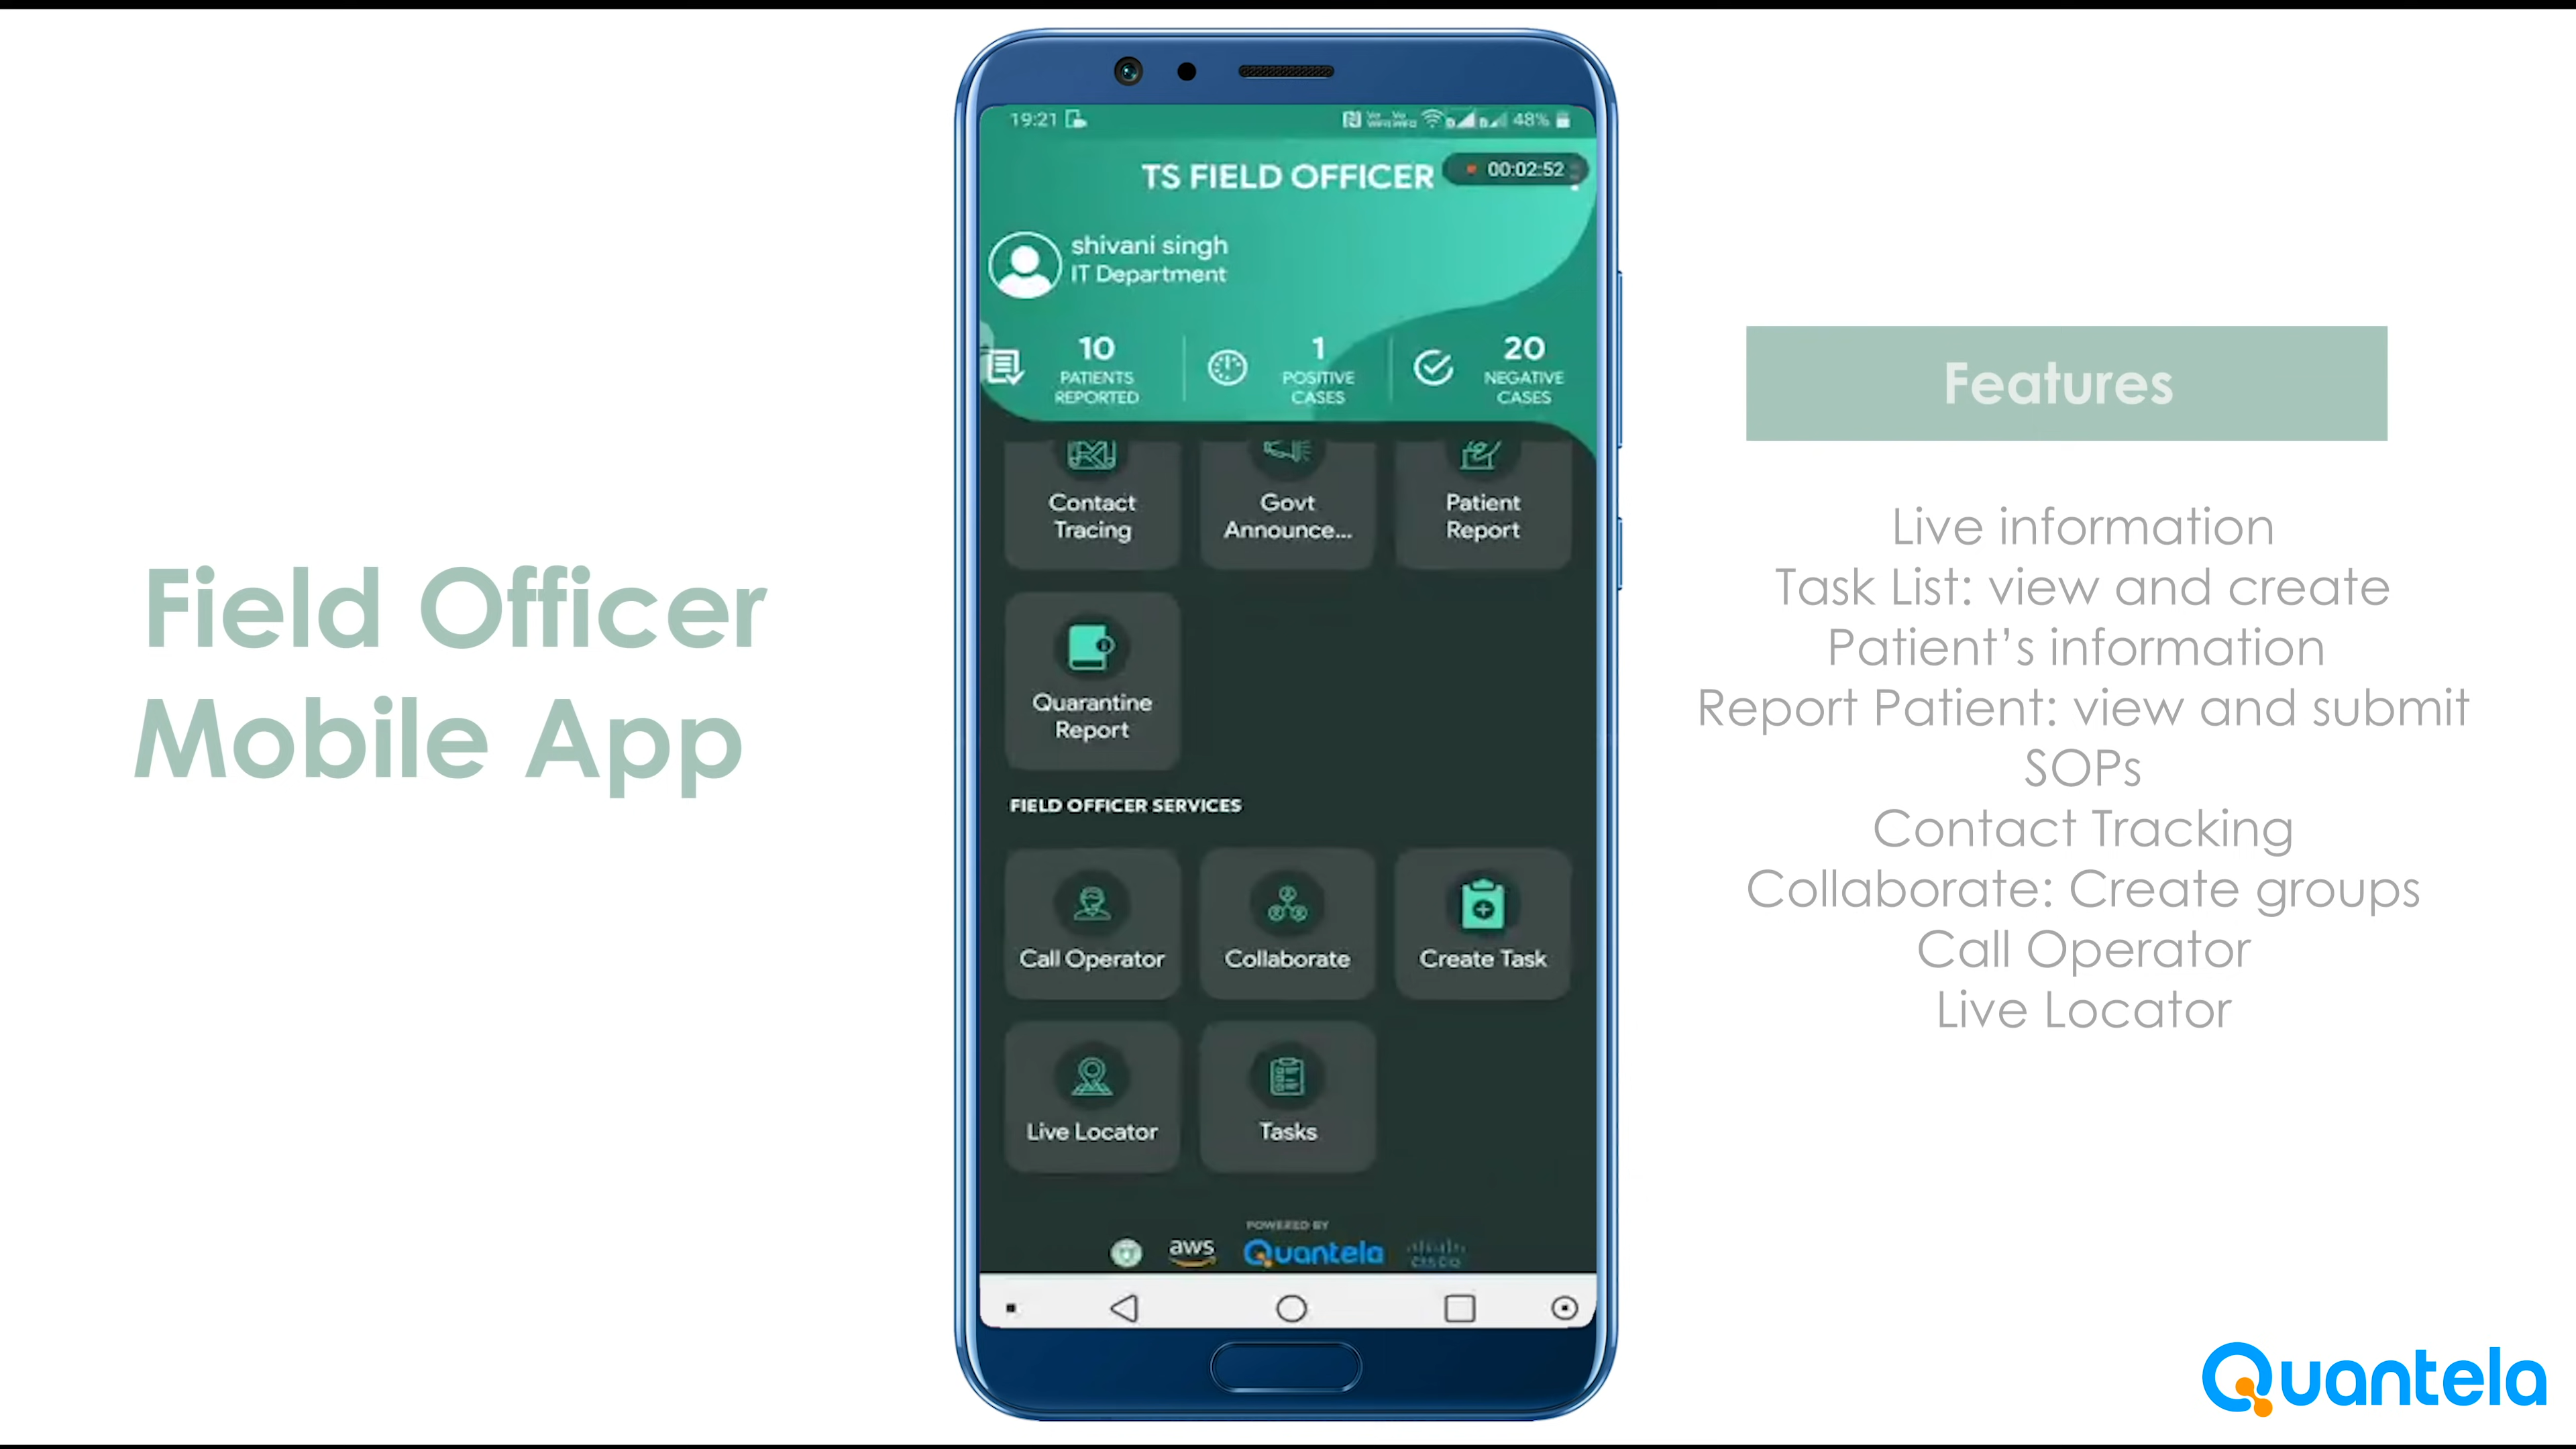 Field Officer
Mobile App
19:21
48%
TS FIELD OFFICER
00:02:52
shivani singh
IT Department
10
PATIENTS
REPORTED
1
POSITIVE
CASES
20
NEGATIVE
CASES
Contact
Tracing
Govt
Announce...
Patient
Report
Quarantine
Report
FIELD OFFICER SERVICES
Call Operator
Collaborate
Create Task
Live Locator
Tasks
POWERED BY
aws
Quantela
CISCO
Features
Live information
Task List: view and create
Patient’s information
Report Patient: view and submit
SOPs
Contact Tracking
Collaborate: Create groups
Call Operator
Live Locator
Quantela